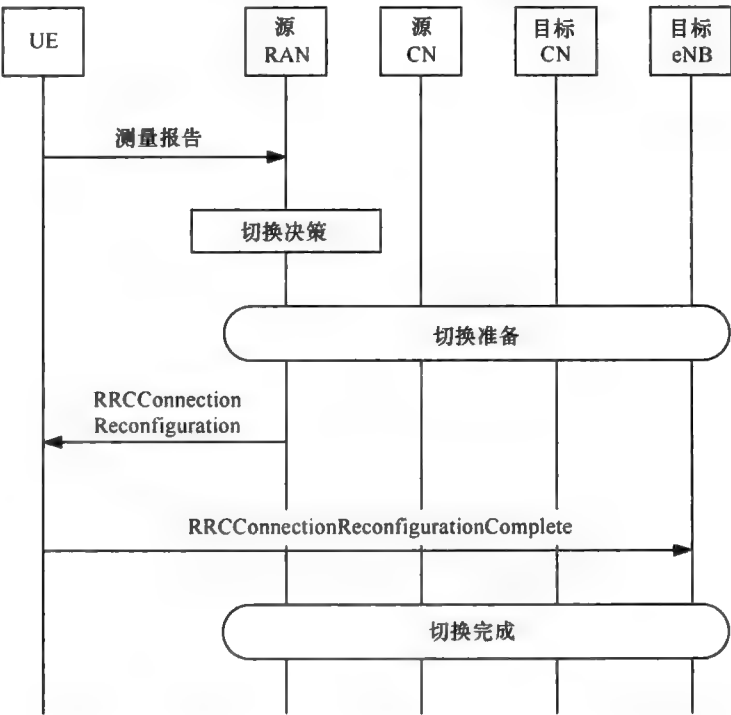 UE
源
RAN
源
CN
目标
CN
目标
eNB
测量报告
切换决策
切换准备
RRCConnection
Reconfiguration
RRCConnectionReconfigurationComplete
切换完成